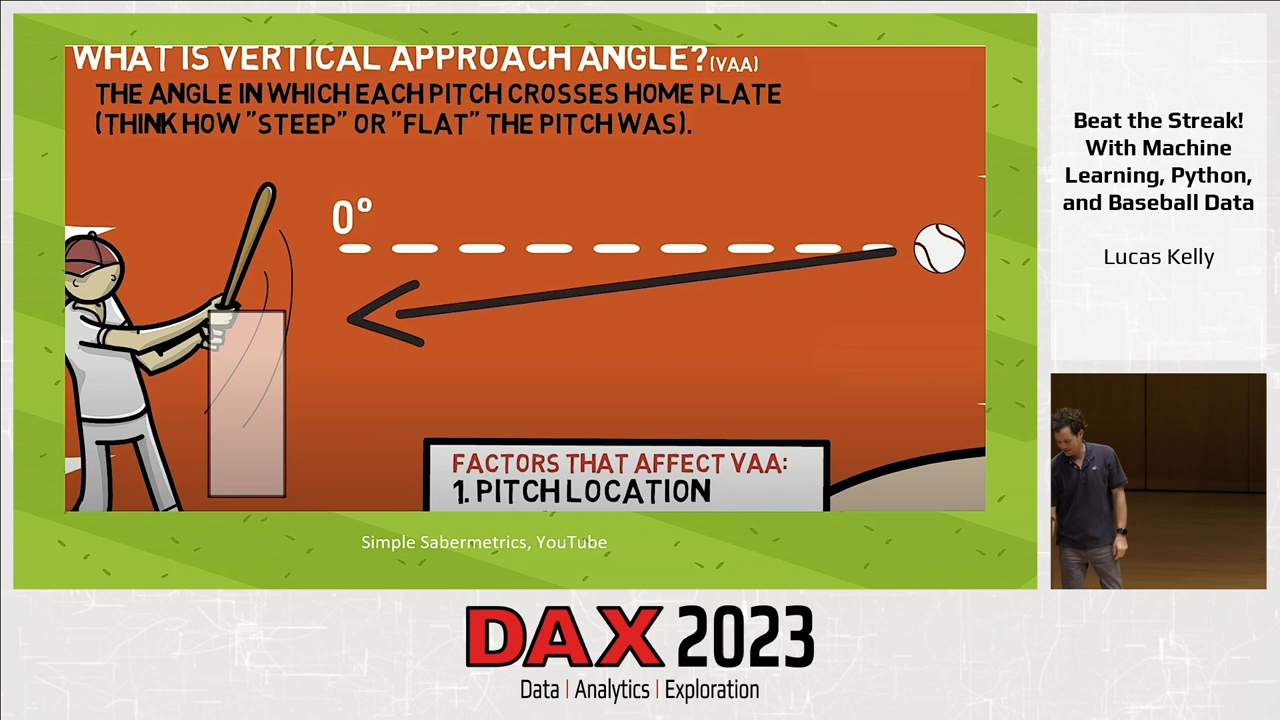 WHAT IS VERTICAL APPROACH ANGLE?(VAA)
THE ANGLE IN WHICH EACH PITCH CROSSES HOME PLATE
(THINK HOW "STEEP" OR "FLAT" THE PITCH WAS).
0°
FACTORS THAT AFFECT VAA:
1. PITCH LOCATION
Simple Sabermetrics, YouTube
Beat the Streak!
With Machine
Learning, Python,
and Baseball Data
Lucas Kelly
DAX 2023
Data | Analytics | Exploration